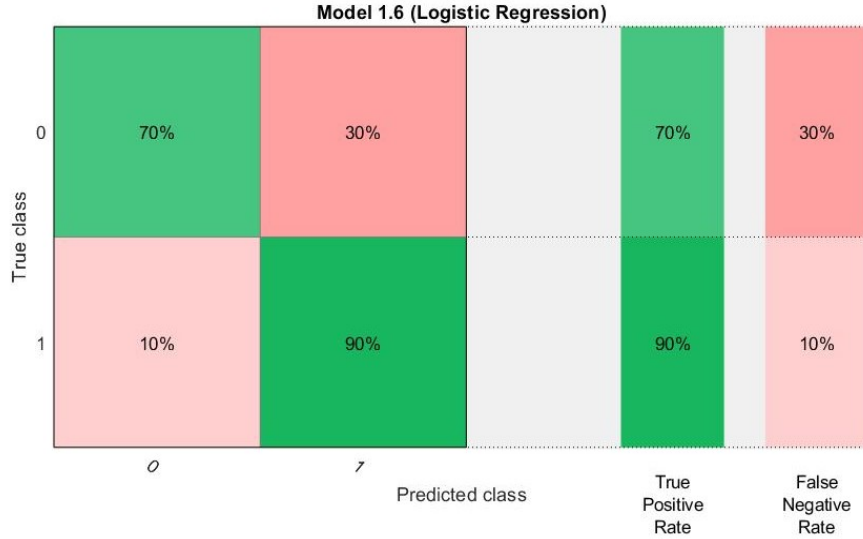 Model 1.6 (Logistic Regression)
0
70%
30%
70%
30%
True class
1
10%
90%
90%
10%
0
1
Predicted class
True
Positive
Rate
False
Negative
Rate